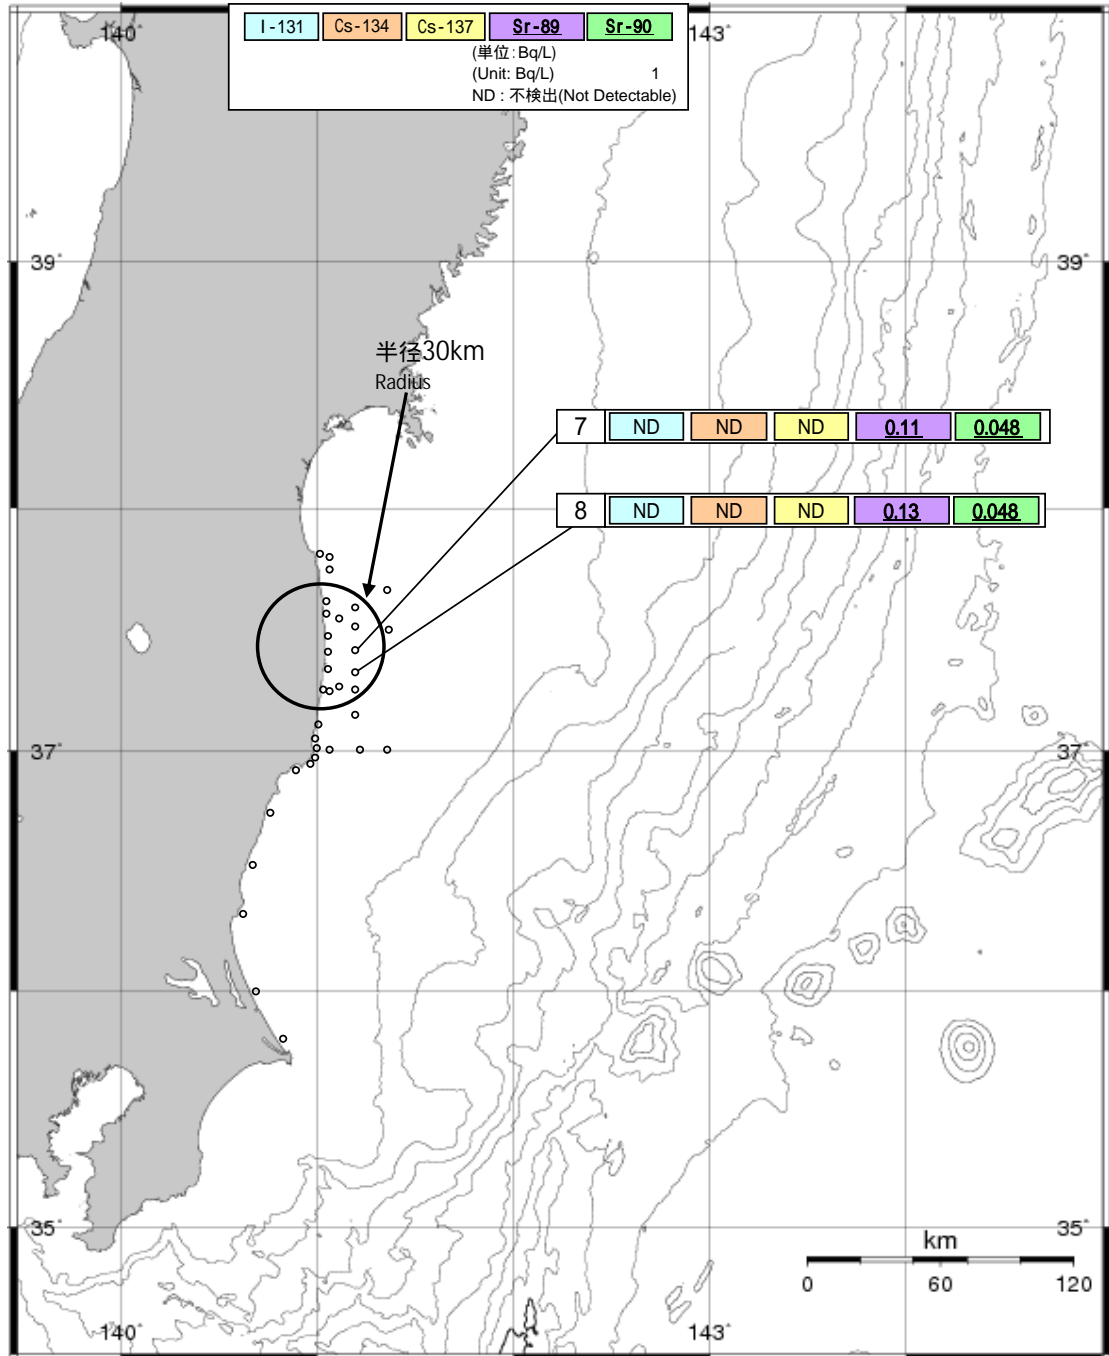 140°
143°
I-131 Cs-134 Cs-137 Sr-89 Sr-90
(単位:Bq/L)
(Unit: Bq/L) 1
ND : 不検出(Not Detectable)
39° 39°
半径30km
Radius
7 ND ND ND 0.11 0.048
8 ND ND ND 0.13 0.048
37° 37°
35° 35°
km
0 60 120
140° 143°